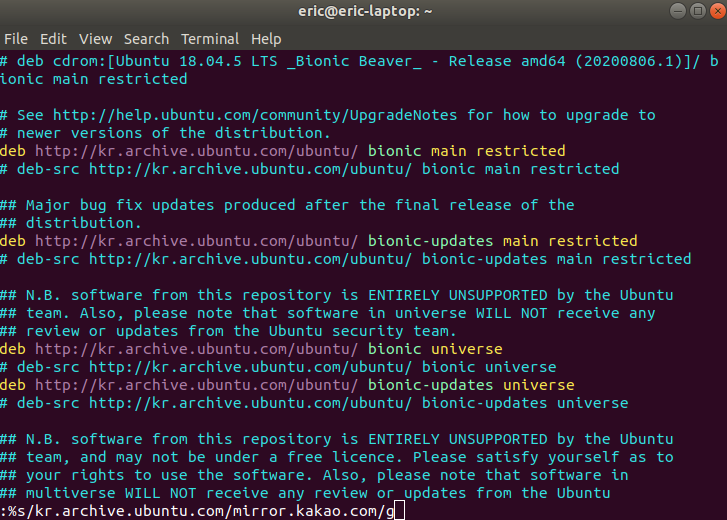 eric@eric-laptop: ~
File Edit View Search Terminal Help
# deb cdrom:[Ubuntu 18.04.5 LTS _Bionic Beaver_ - Release amd64 (20200806.1)]/ b
ionic main restricted
# See http://help.ubuntu.com/community/UpgradeNotes for how to upgrade to
# newer versions of the distribution.
deb http://kr.archive.ubuntu.com/ubuntu/ bionic main restricted
# deb-src http://kr.archive.ubuntu.com/ubuntu/ bionic main restricted
## Major bug fix updates produced after the final release of the
## distribution.
deb http://kr.archive.ubuntu.com/ubuntu/ bionic-updates main restricted
# deb-src http://kr.archive.ubuntu.com/ubuntu/ bionic-updates main restricted
## N.B. software from this repository is ENTIRELY UNSUPPORTED by the Ubuntu
## team. Also, please note that software in universe WILL NOT receive any
## review or updates from the Ubuntu security team.
deb http://kr.archive.ubuntu.com/ubuntu/ bionic universe
# deb-src http://kr.archive.ubuntu.com/ubuntu/ bionic universe
deb http://kr.archive.ubuntu.com/ubuntu/ bionic-updates universe
# deb-src http://kr.archive.ubuntu.com/ubuntu/ bionic-updates universe
## N.B. software from this repository is ENTIRELY UNSUPPORTED by the Ubuntu
## team, and may not be under a free licence. Please satisfy yourself as to
## your rights to use the software. Also, please note that software in
## multiverse WILL NOT receive any review or updates from the Ubuntu
:%s/kr.archive.ubuntu.com/mirror.kakao.com/g